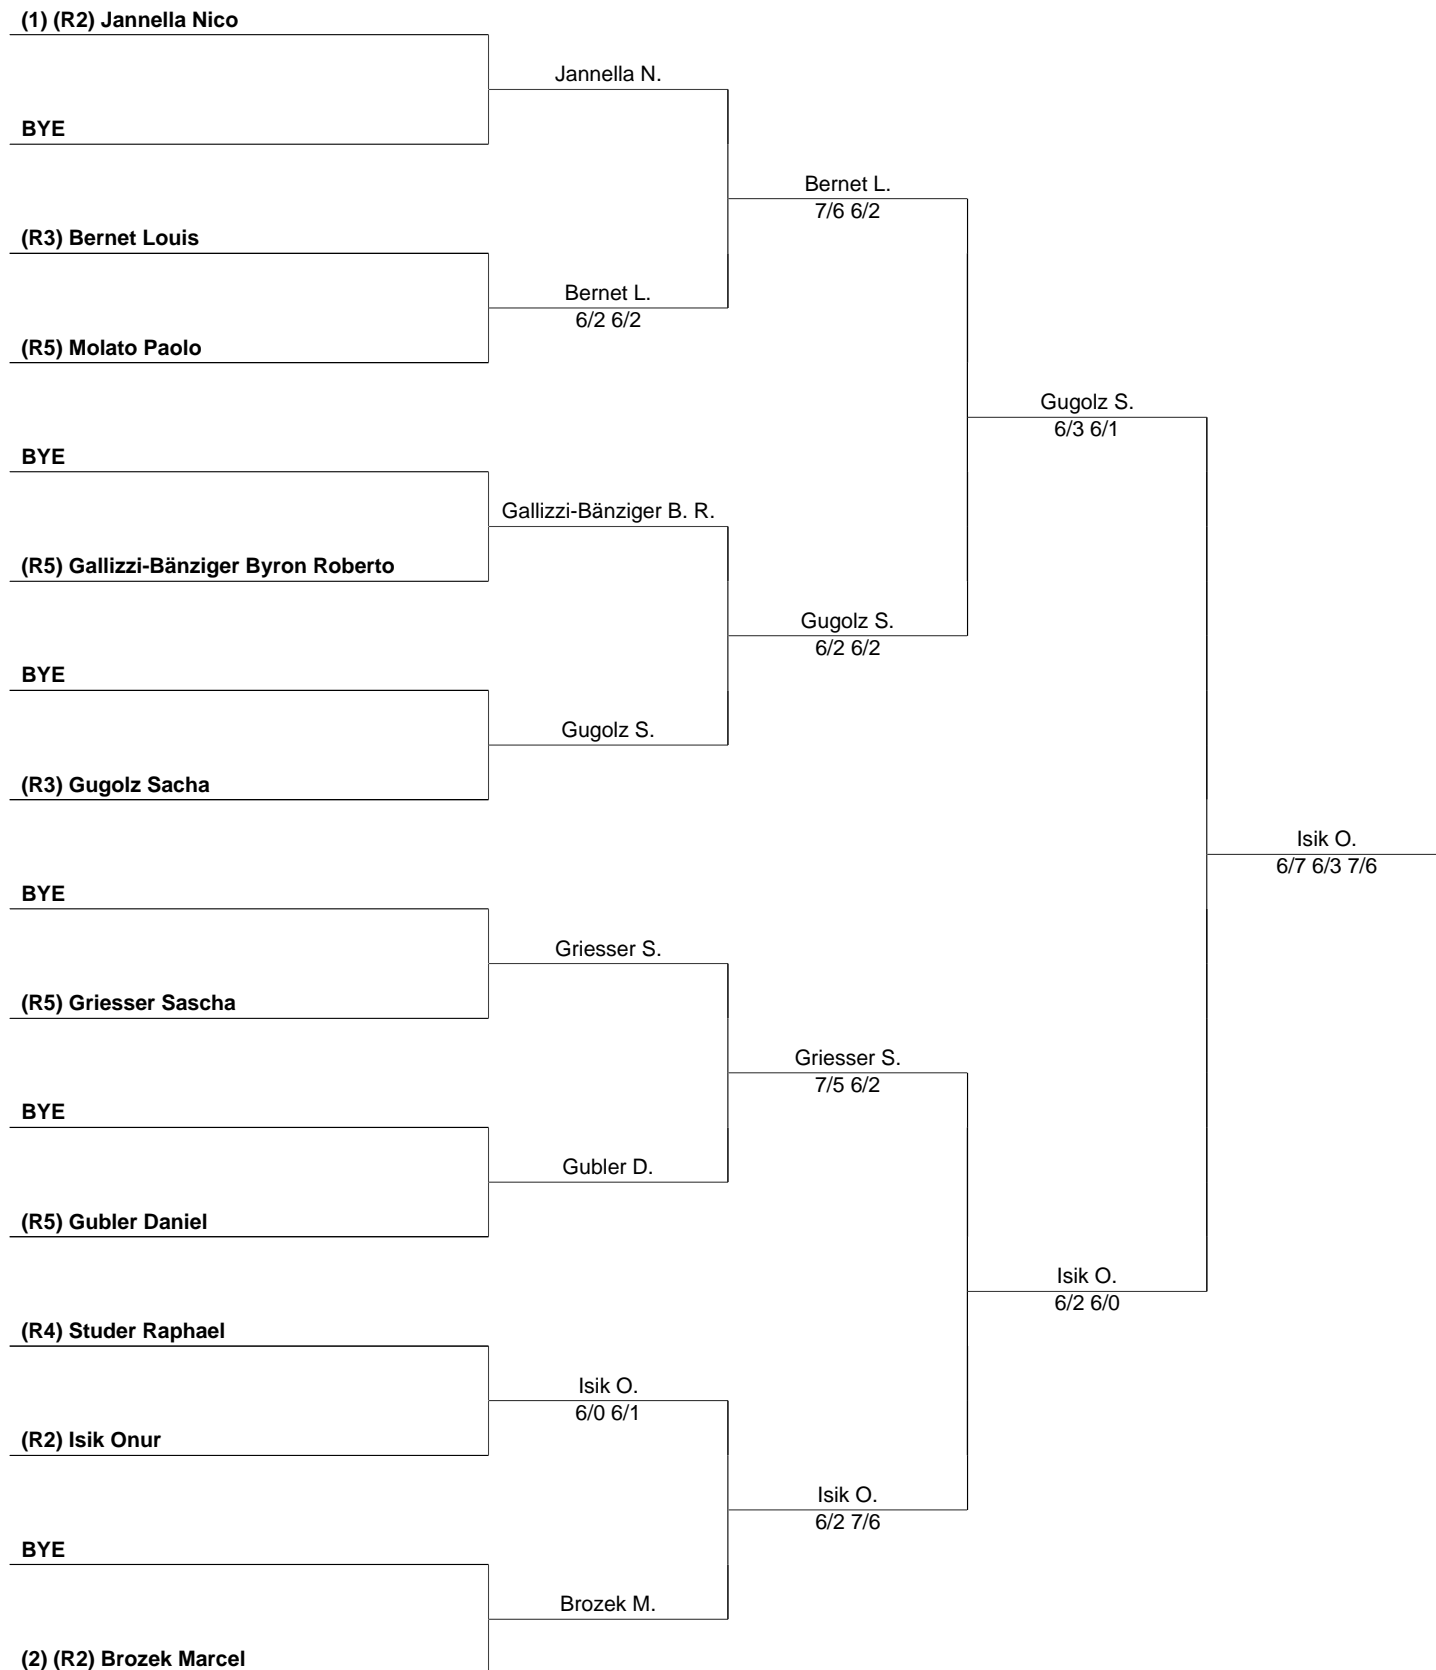 (1) (R2) Jannella Nico
Jannella N.
BYE
Bernet L.
7/6 6/2
(R3) Bernet Louis
Bernet L.
6/2 6/2
(R5) Molato Paolo
Gugolz S.
6/3 6/1
BYE
Gallizzi-Bänziger B. R.
(R5) Gallizzi-Bänziger Byron Roberto
Gugolz S.
6/2 6/2
BYE
Gugolz S.
(R3) Gugolz Sacha
Isik O.
6/7 6/3 7/6
BYE
Griesser S.
(R5) Griesser Sascha
Griesser S.
7/5 6/2
BYE
Gubler D.
(R5) Gubler Daniel
Isik O.
6/2 6/0
(R4) Studer Raphael
Isik O.
6/0 6/1
(R2) Isik Onur
Isik O.
6/2 7/6
BYE
Brozek M.
(2) (R2) Brozek Marcel